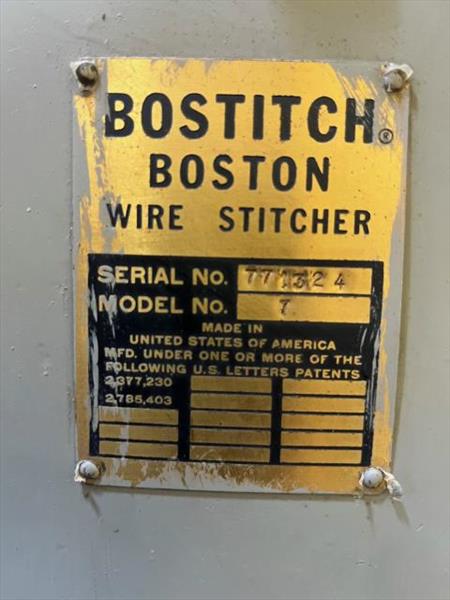 BOSTITCH®
BOSTON
WIRE STITCHER
SERIAL NO. 771324
MODEL NO. 7
MADE IN
UNITED STATES OF AMERICA
MFD. UNDER ONE OR MORE OF THE
FOLLOWING U.S. LETTERS PATENTS
2,377,230
2,785,403